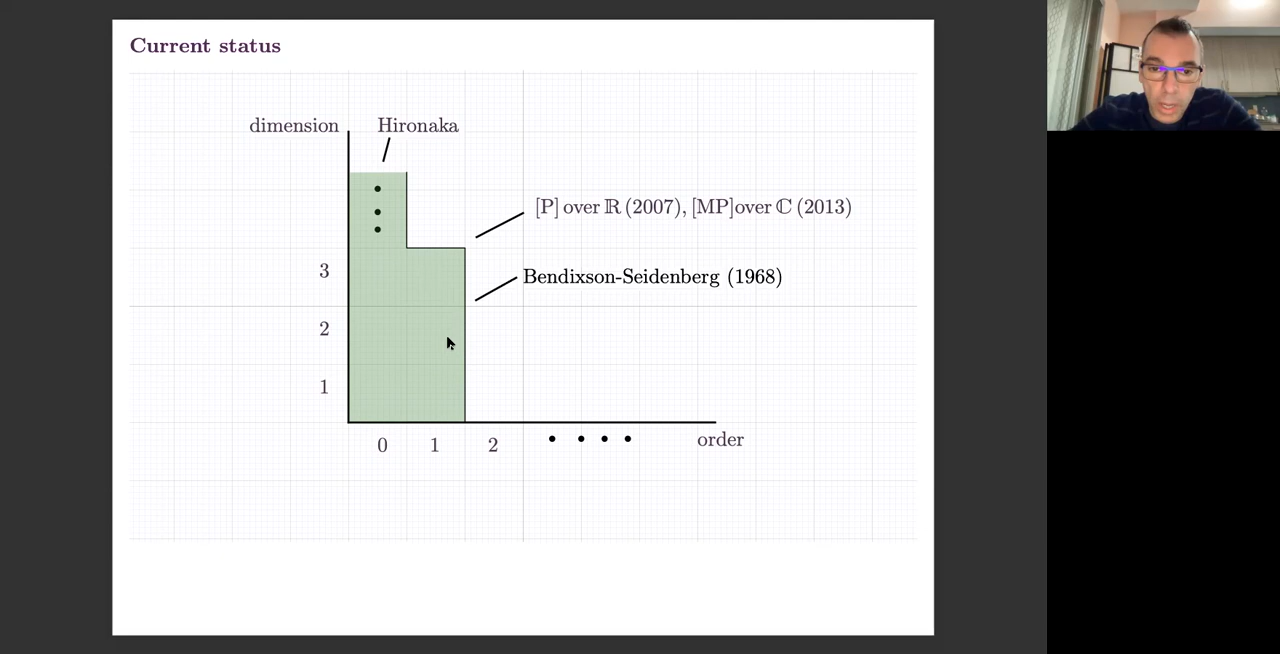 Current status
dimension
Hironaka
[P] over ℝ (2007), [MP]over ℂ (2013)
3
Bendixson-Seidenberg (1968)
2
1
0 1 2
order